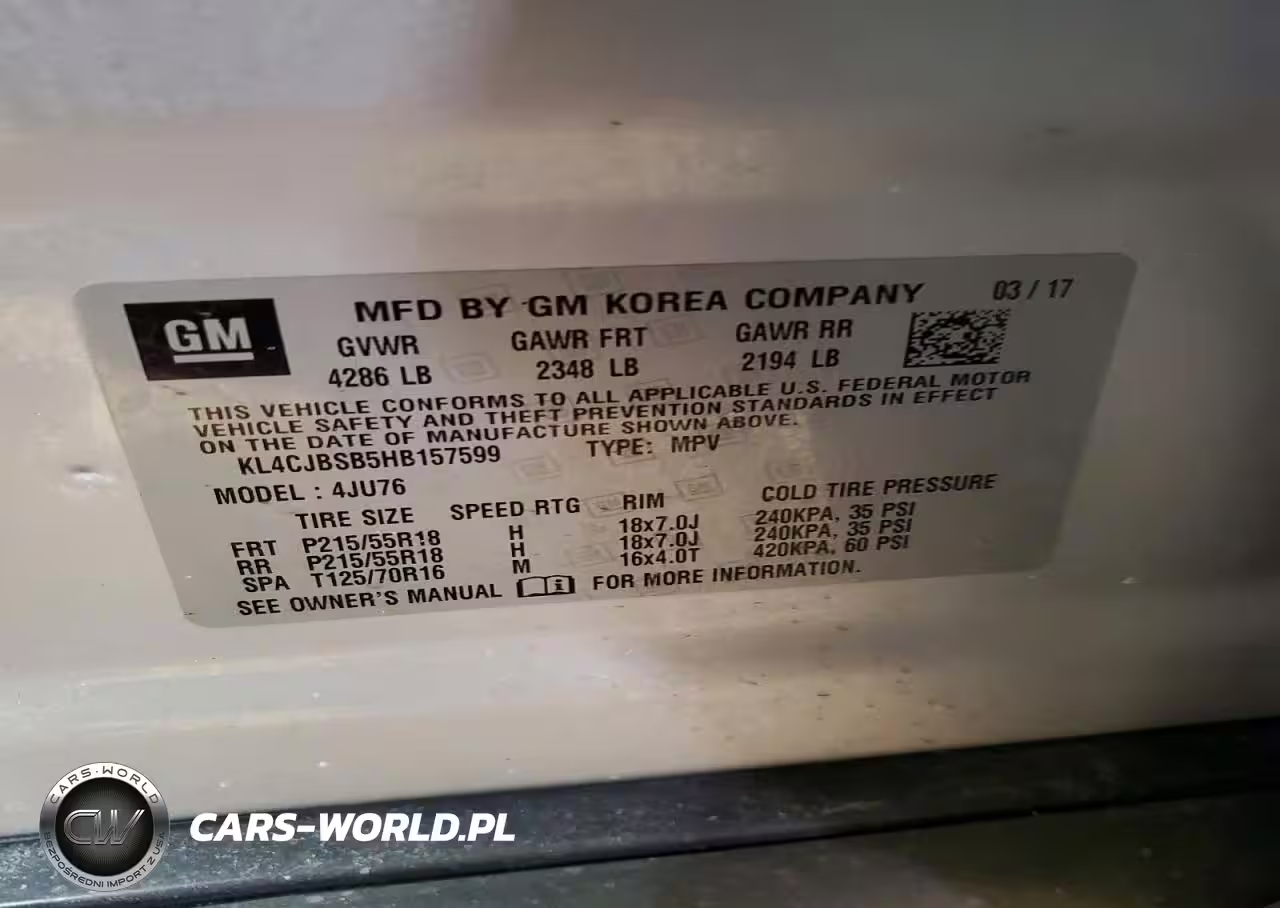 GM
MFD BY GM KOREA COMPANY 03 / 17
GVWR GAWR FRT GAWR RR
4286 LB 2348 LB 2194 LB
THIS VEHICLE CONFORMS TO ALL APPLICABLE U.S. FEDERAL MOTOR
VEHICLE SAFETY AND THEFT PREVENTION STANDARDS IN EFFECT
ON THE DATE OF MANUFACTURE SHOWN ABOVE.
KL4CJBSB5HB157599 TYPE: MPV
MODEL : 4JU76
TIRE SIZE SPEED RTG RIM COLD TIRE PRESSURE
FRT P215/55R18 H 18x7.0J 240KPA, 35 PSI
RR P215/55R18 H 18x7.0J 240KPA, 35 PSI
SPA T125/70R16 M 16x4.0T 420KPA, 60 PSI
SEE OWNER'S MANUAL FOR MORE INFORMATION.
CARS-WORLD
CW
BEZPOŚREDNI IMPORT Z USA
CARS-WORLD.PL